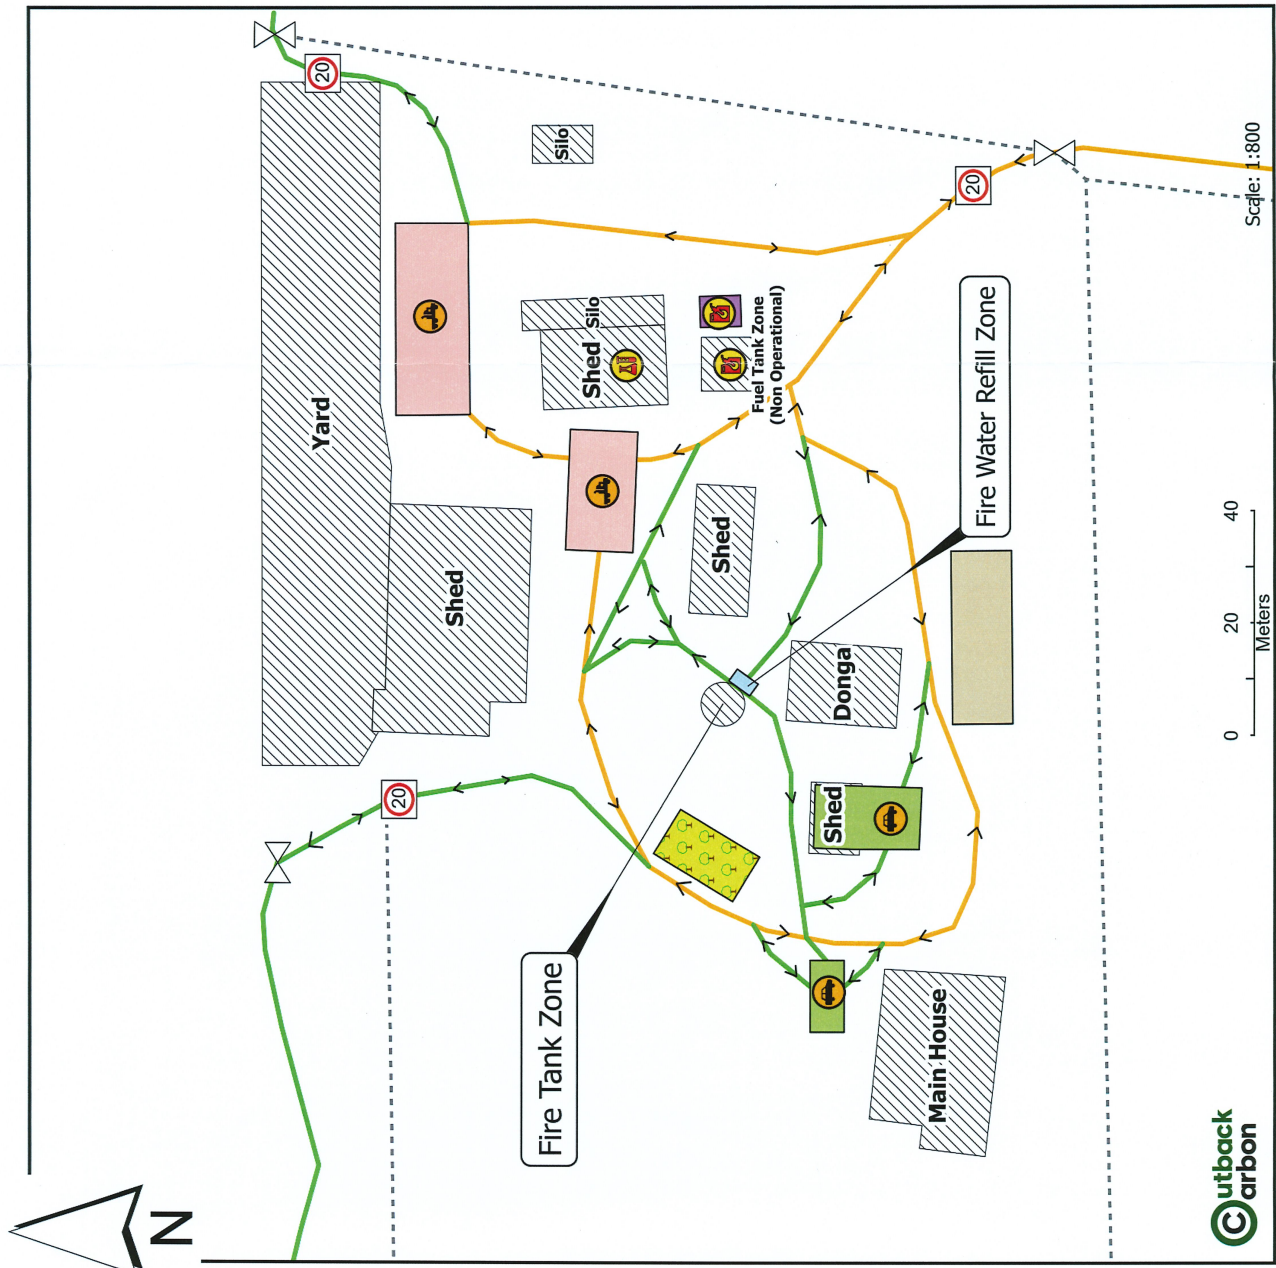 N
Yard
20
20
20
Silo
Silo
Shed
Shed
Fuel Tank Zone
(Non Operational)
Shed
Donga
Shed
Main House
Fire Tank Zone
Fire Water Refill Zone
Scale: 1:800
0 20 40
Meters
Outback
Carbon